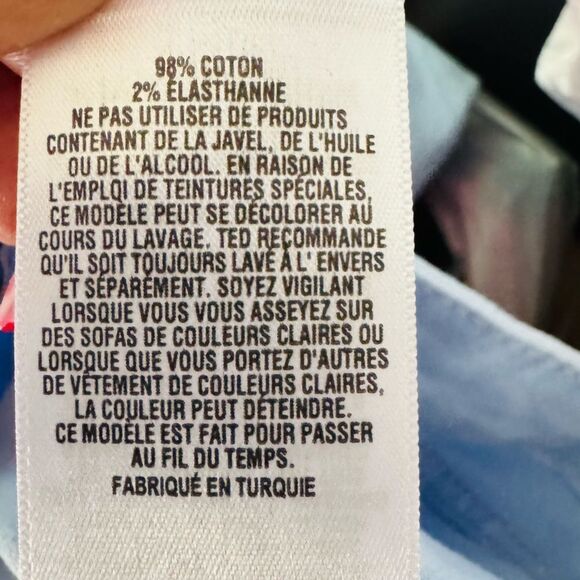 98% COTON
2% ÉLASTHANNE
NE PAS UTILISER DE PRODUITS
CONTENANT DE LA JAVEL, DE L'HUILE
OU DE L'ALCOOL. EN RAISON DE
L'EMPLOI DE TEINTURES SPÉCIALES,
CE MODÈLE PEUT SE DÉCOLORER AU
COURS DU LAVAGE. TED RECOMMANDE
QU'IL SOIT TOUJOURS LAVÉ À L' ENVERS
ET SÉPARÉMENT. SOYEZ VIGILANT
LORSQUE VOUS VOUS ASSEYEZ SUR
DES SOFAS DE COULEURS CLAIRES OU
LORSQUE QUE VOUS PORTEZ D'AUTRES
DE VÊTEMENT DE COULEURS CLAIRES,
LA COULEUR PEUT DÉTEINDRE.
CE MODÈLE EST FAIT POUR PASSER
AU FIL DU TEMPS.
FABRIQUÉ EN TURQUIE